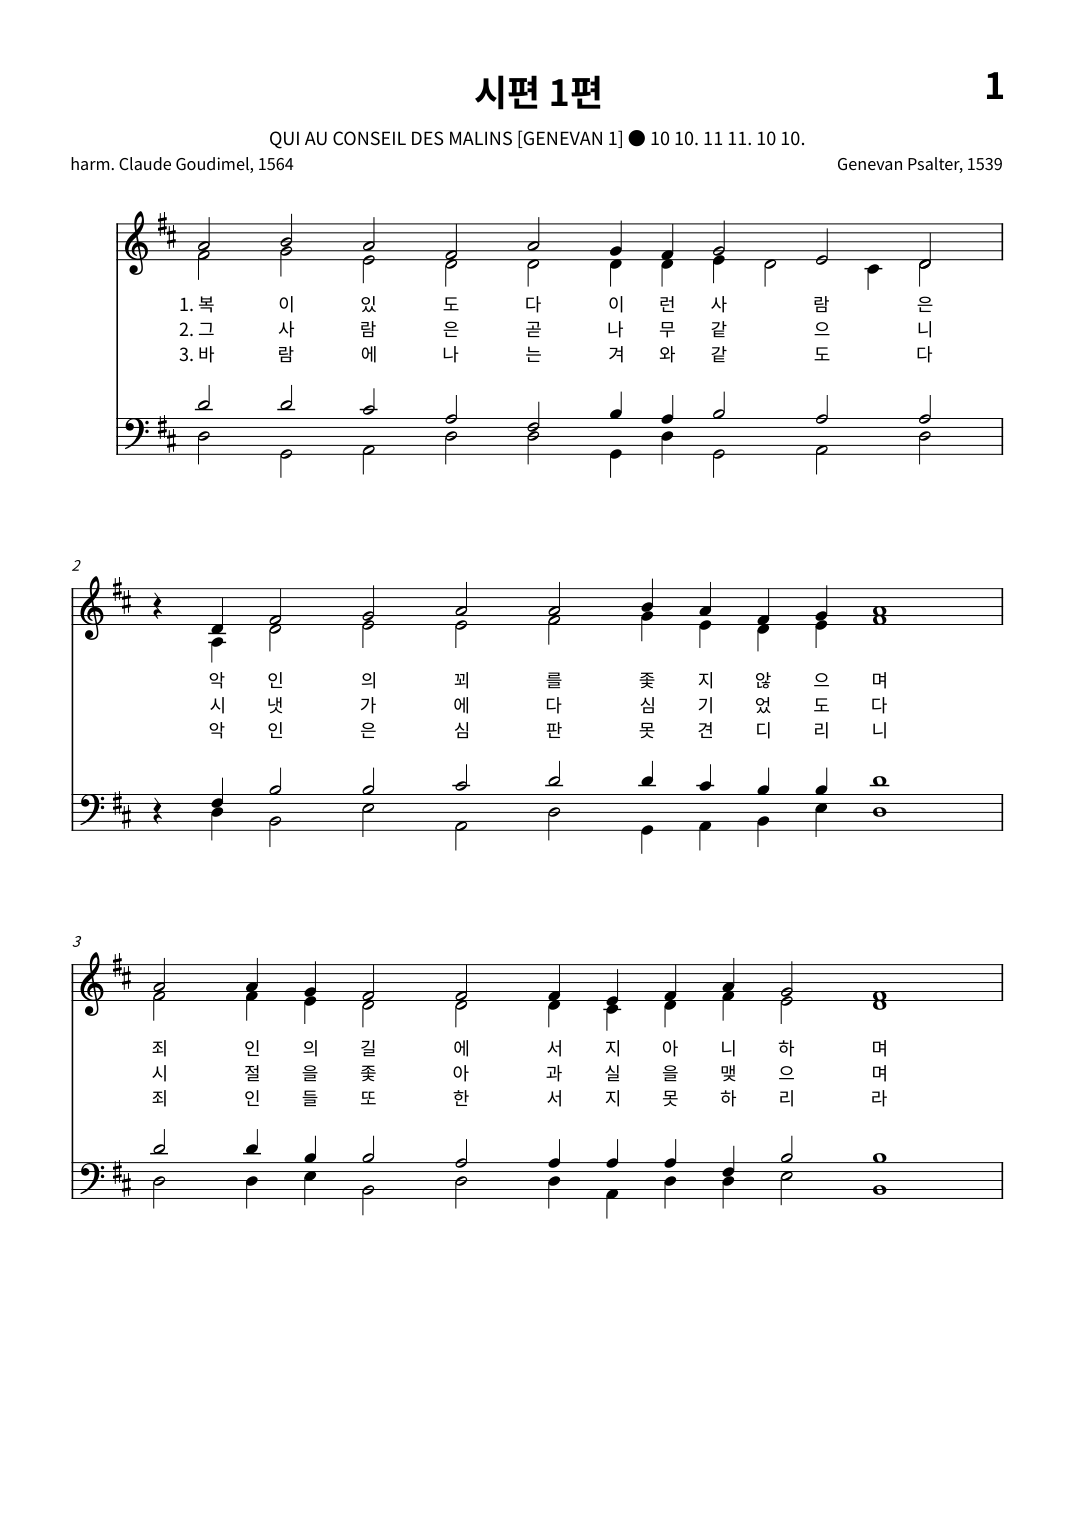 시편 1편
1
QUI AU CONSEIL DES MALINS [GENEVAN 1] ● 10 10. 11 11. 10 10.
harm. Claude Goudimel, 1564
Genevan Psalter, 1539
1. 복 이 있 도 다 이 런 사 람 은
2. 그 사 람 은 곧 나 무 같 으 니
3. 바 람 에 나 는 겨 와 같 도 다
2
악 인 의 꾀 를 좇 지 않 으 며
시 냇 가 에 다 심 기 었 도 다
악 인 은 심 판 못 견 디 리 니
3
죄 인 의 길 에 서 지 아 니 하 며
시 절 을 좇 아 과 실 을 맺 으 며
죄 인 들 또 한 서 지 못 하 리 라